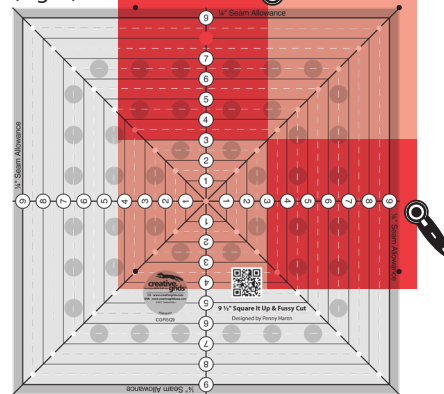 ¼" Seam Allowance
9
7
6
5
4
3
2
1
¼" Seam Allowance
9 8 7 6 5 4 3 2 1 1 2 3 4 5 6 7 8 9
¼" Seam Allowance
1
2
3
4
5
6
7
8
9
creative grids®
9 ½" Square It Up & Fussy Cut
Designed by Penny Haren
CGRSQ9
¼" Seam Allowance